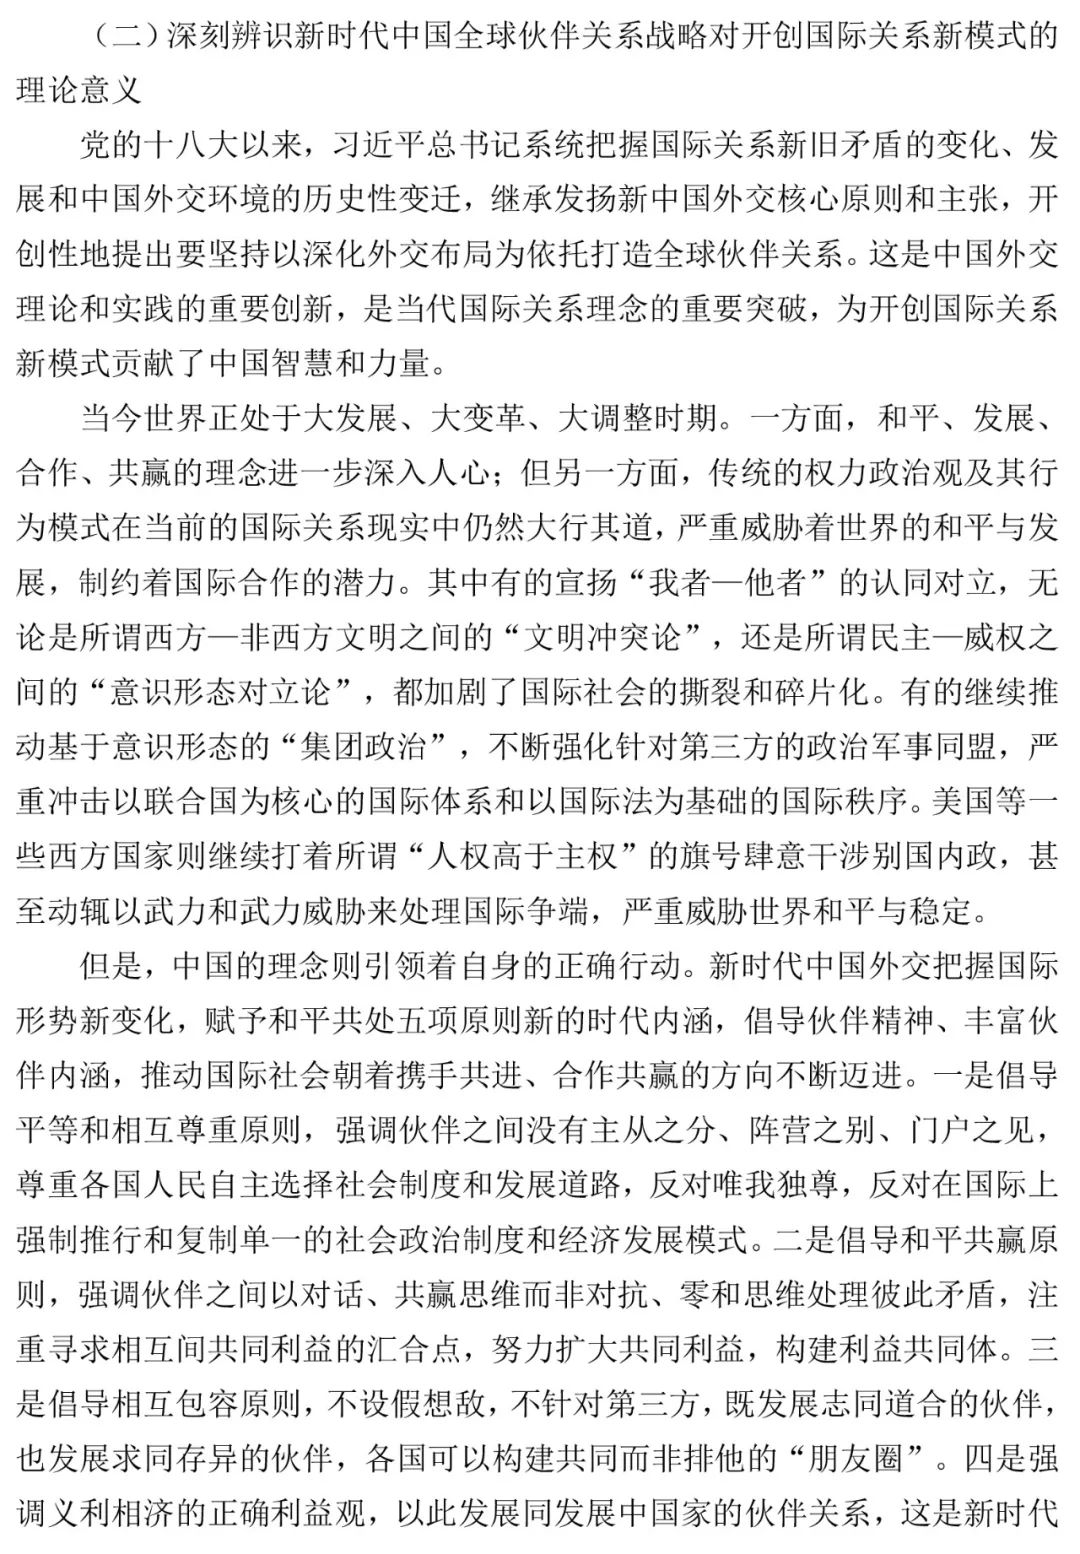 （二）深刻辨识新时代中国全球伙伴关系战略对开创国际关系新模式的
理论意义
党的十八大以来，习近平总书记系统把握国际关系新旧矛盾的变化、发
展和中国外交环境的历史性变迁，继承发扬新中国外交核心原则和主张，开
创性地提出要坚持以深化外交布局为依托打造全球伙伴关系。这是中国外交
理论和实践的重要创新，是当代国际关系理念的重要突破，为开创国际关系
新模式贡献了中国智慧和力量。
当今世界正处于大发展、大变革、大调整时期。一方面，和平、发展、
合作、共赢的理念进一步深入人心；但另一方面，传统的权力政治观及其行
为模式在当前的国际关系现实中仍然大行其道，严重威胁着世界的和平与发
展，制约着国际合作的潜力。其中有的宣扬“我者—他者”的认同对立，无
论是所谓西方—非西方文明之间的“文明冲突论”，还是所谓民主—威权之
间的“意识形态对立论”，都加剧了国际社会的撕裂和碎片化。有的继续推
动基于意识形态的“集团政治”，不断强化针对第三方的政治军事同盟，严
重冲击以联合国为核心的国际体系和以国际法为基础的国际秩序。美国等一
些西方国家则继续打着所谓“人权高于主权”的旗号肆意干涉别国内政，甚
至动辄以武力和武力威胁来处理国际争端，严重威胁世界和平与稳定。
但是，中国的理念则引领着自身的正确行动。新时代中国外交把握国际
形势新变化，赋予和平共处五项原则新的时代内涵，倡导伙伴精神、丰富伙
伴内涵，推动国际社会朝着携手共进、合作共赢的方向不断迈进。一是倡导
平等和相互尊重原则，强调伙伴之间没有主从之分、阵营之别、门户之见，
尊重各国人民自主选择社会制度和发展道路，反对唯我独尊，反对在国际上
强制推行和复制单一的社会政治制度和经济发展模式。二是倡导和平共赢原
则，强调伙伴之间以对话、共赢思维而非对抗、零和思维处理彼此矛盾，注
重寻求相互间共同利益的汇合点，努力扩大共同利益，构建利益共同体。三
是倡导相互包容原则，不设假想敌，不针对第三方，既发展志同道合的伙伴，
也发展求同存异的伙伴，各国可以构建共同而非排他的“朋友圈”。四是强
调义利相济的正确利益观，以此发展同发展中国家的伙伴关系，这是新时代